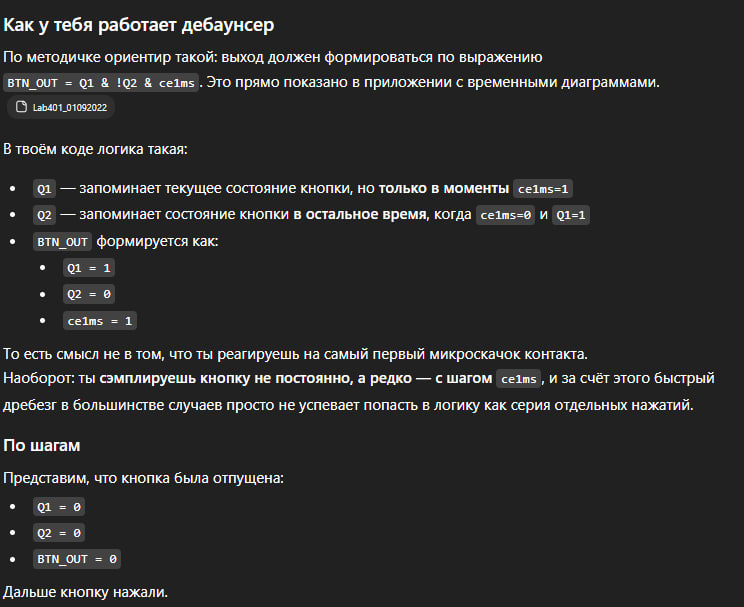 Как у тебя работает дебаунсер
По методичке ориентир такой: выход должен формироваться по выражению
BTN_OUT = Q1 & !Q2 & ce1ms. Это прямо показано в приложении с временными диаграммами.
Lab401_01092022
В твоём коде логика такая:
• Q1 — запоминает текущее состояние кнопки, но только в моменты ce1ms=1
• Q2 — запоминает состояние кнопки в остальное время, когда ce1ms=0 и Q1=1
• BTN_OUT формируется как:
• Q1 = 1
• Q2 = 0
• ce1ms = 1
То есть смысл не в том, что ты реагируешь на самый первый микроскачок контакта.
Наоборот: ты сэмплируешь кнопку не постоянно, а редко — с шагом ce1ms, и за счёт этого быстрый
дребезг в большинстве случаев просто не успевает попасть в логику как серия отдельных нажатий.
По шагам
Представим, что кнопка была отпущена:
• Q1 = 0
• Q2 = 0
• BTN_OUT = 0
Дальше кнопку нажали.